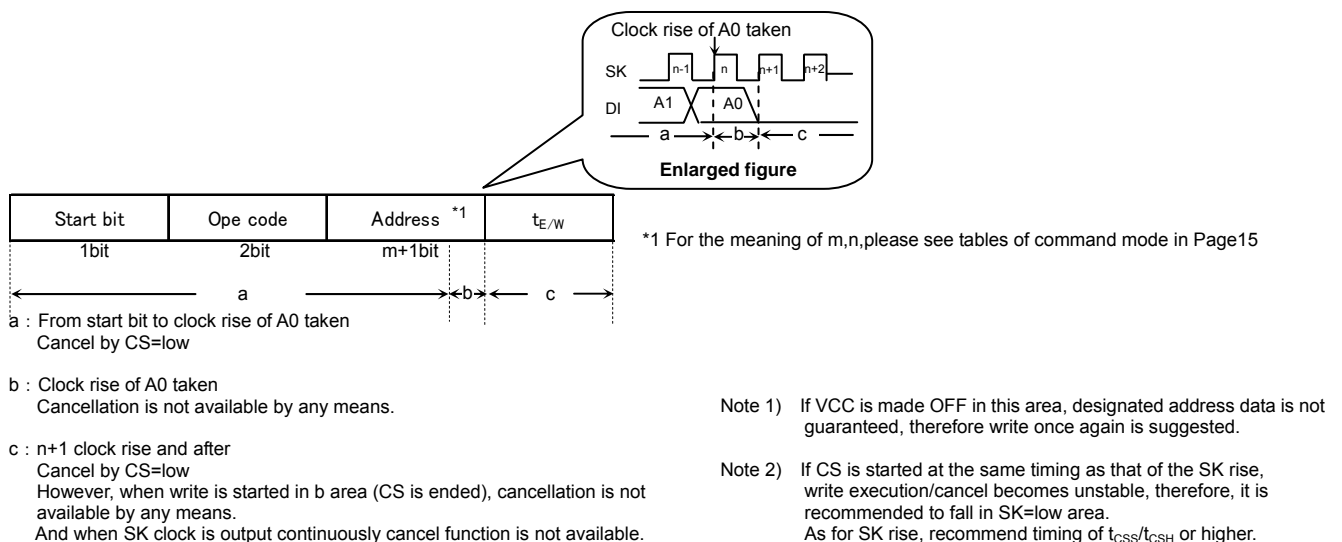 Clock rise of A0 taken
SK n-1 n n+1 n+2
DI A1 A0
a b c
Enlarged figure
Start bit Ope code Address *1 tE/W
1bit 2bit m+1bit
*1 For the meaning of m,n,please see tables of command mode in Page15
a b c
a : From start bit to clock rise of A0 taken
Cancel by CS=low
b : Clock rise of A0 taken
Cancellation is not available by any means.
c : n+1 clock rise and after
Cancel by CS=low
However, when write is started in b area (CS is ended), cancellation is not
available by any means.
And when SK clock is output continuously cancel function is not available.
Note 1) If VCC is made OFF in this area, designated address data is not
guaranteed, therefore write once again is suggested.
Note 2) If CS is started at the same timing as that of the SK rise,
write execution/cancel becomes unstable, therefore, it is
recommended to fall in SK=low area.
As for SK rise, recommend timing of tCSS/tCSH or higher.